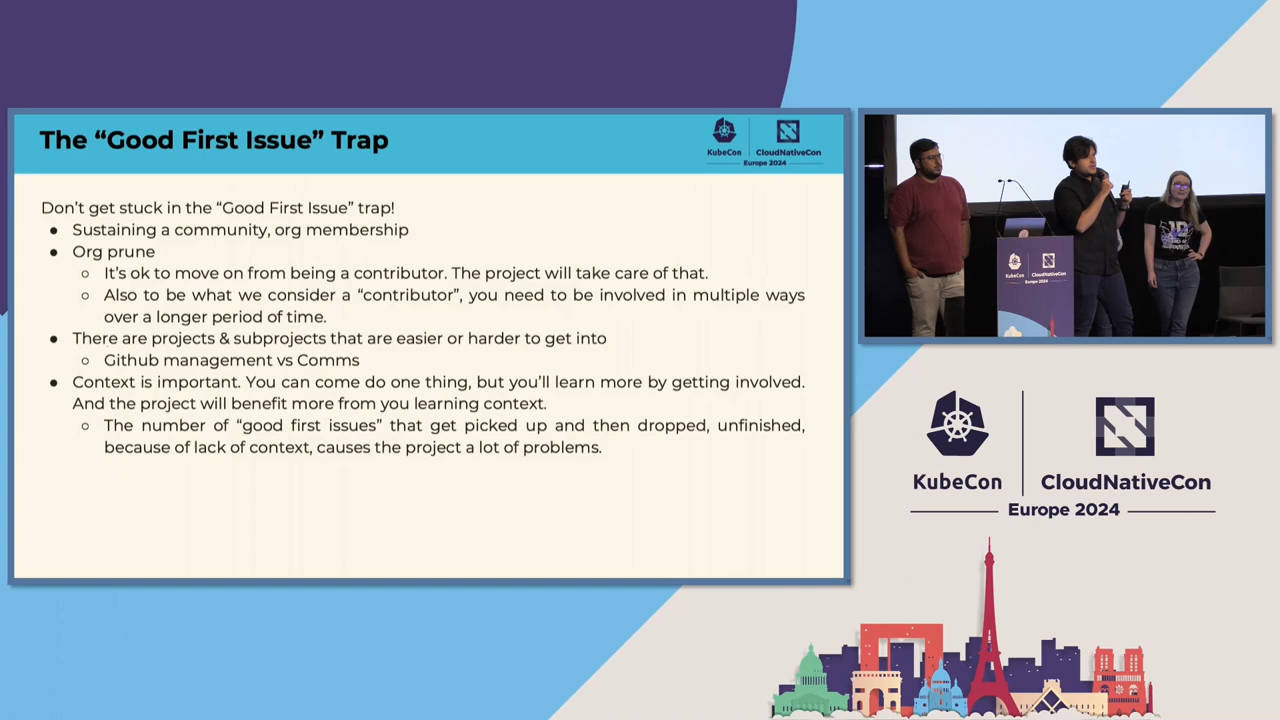 The “Good First Issue” Trap
KubeCon
CloudNativeCon
Europe 2024
Don’t get stuck in the “Good First Issue” trap!
● Sustaining a community, org membership
● Org prune
○ It’s ok to move on from being a contributor. The project will take care of that.
○ Also to be what we consider a “contributor”, you need to be involved in multiple ways
over a longer period of time.
● There are projects & subprojects that are easier or harder to get into
○ Github management vs Comms
● Context is important. You can come do one thing, but you’ll learn more by getting involved.
And the project will benefit more from you learning context.
○ The number of “good first issues” that get picked up and then dropped, unfinished,
because of lack of context, causes the project a lot of problems.
KubeCon
CloudNativeCon
Europe 2024
KubeCon
CloudNativeCon
Europe 2024